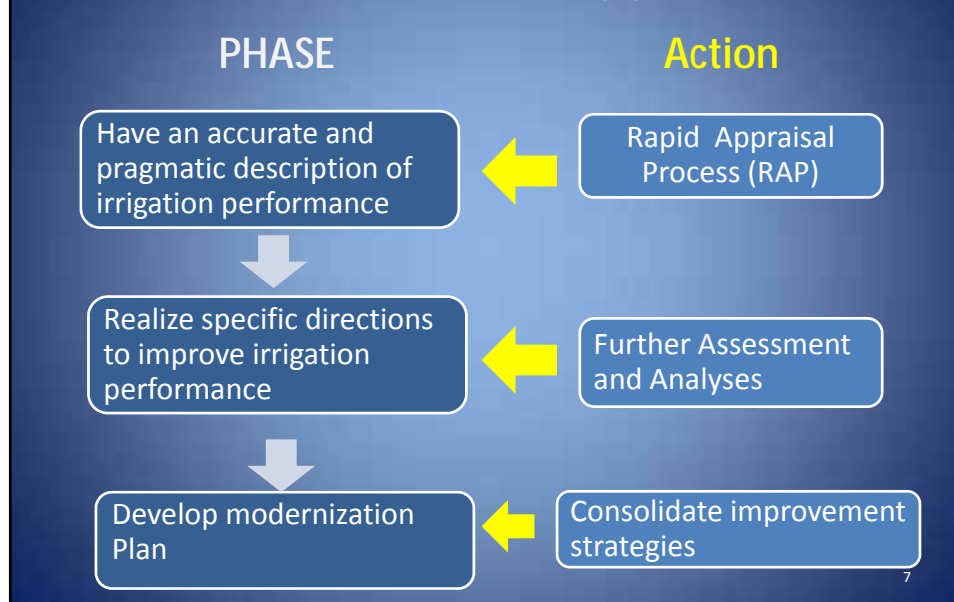 PHASE
Action
Have an accurate and
pragmatic description of
irrigation performance
Rapid Appraisal
Process (RAP)
Realize specific directions
to improve irrigation
performance
Further Assessment
and Analyses
Develop modernization
Plan
Consolidate improvement
strategies
7